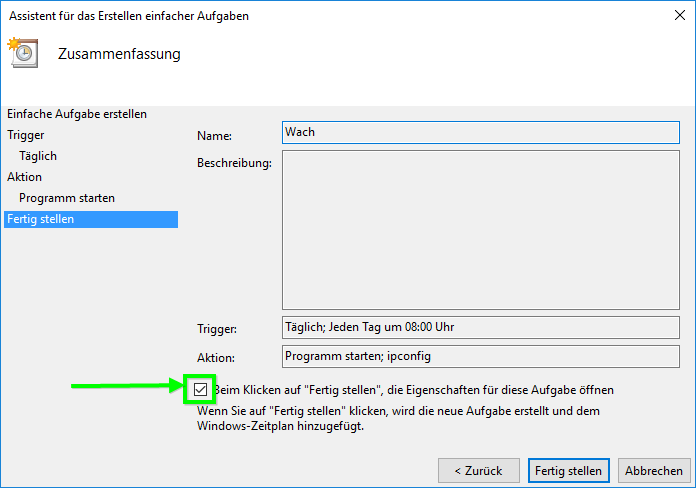 Assistent für das Erstellen einfacher Aufgaben
Zusammenfassung
Einfache Aufgabe erstellen
Trigger
Täglich
Aktion
Programm starten
Fertig stellen
Name: Wach
Beschreibung:
Trigger: Täglich; Jeden Tag um 08:00 Uhr
Aktion: Programm starten; ipconfig
Beim Klicken auf "Fertig stellen", die Eigenschaften für diese Aufgabe öffnen
Wenn Sie auf "Fertig stellen" klicken, wird die neue Aufgabe erstellt und dem
Windows-Zeitplan hinzugefügt.
< Zurück Fertig stellen Abbrechen